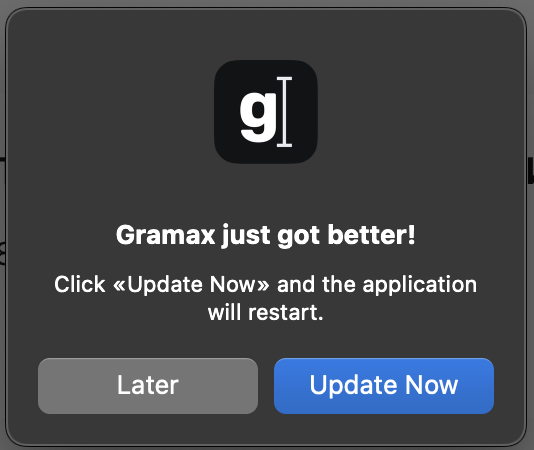 g
Gramax just got better!
Click «Update Now» and the application
will restart.
Later
Update Now